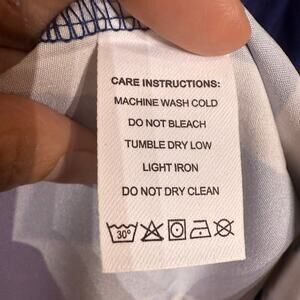 CARE INSTRUCTIONS:
MACHINE WASH COLD
DO NOT BLEACH
TUMBLE DRY LOW
LIGHT IRON
DO NOT DRY CLEAN
30°